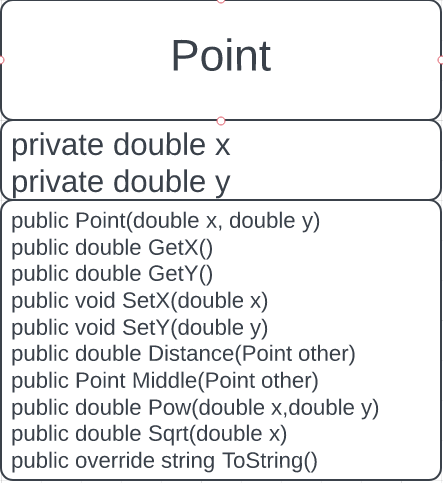 Point
private double x
private double y
public Point(double x, double y)
public double GetX()
public double GetY()
public void SetX(double x)
public void SetY(double y)
public double Distance(Point other)
public Point Middle(Point other)
public double Pow(double x,double y)
public double Sqrt(double x)
public override string ToString()